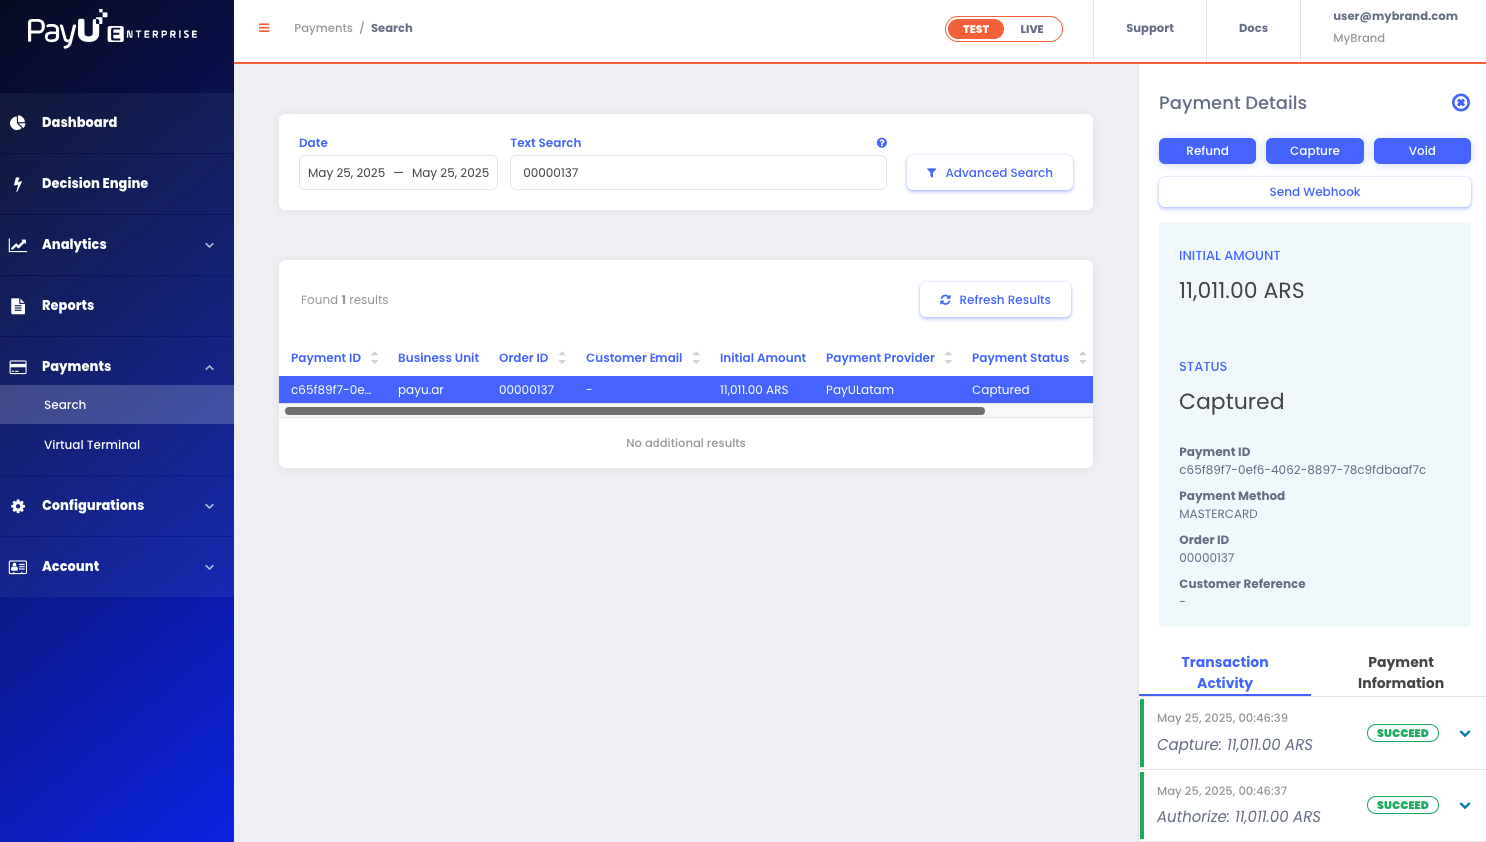 PayU ENTERPRISE
Payments / Search
TEST LIVE
Support
Docs
user@mybrand.com
MyBrand
Dashboard
Decision Engine
Analytics
Reports
Payments
Search
Virtual Terminal
Configurations
Account
Date
Text Search
May 25, 2025 — May 25, 2025
00000137
Advanced Search
Found 1 results
Refresh Results
Payment ID Business Unit Order ID Customer Email Initial Amount Payment Provider Payment Status
c65f89f7-0e... payu.ar 00000137 - 11,011.00 ARS PayULatam Captured
No additional results
Payment Details
Refund Capture Void
Send Webhook
INITIAL AMOUNT
11,011.00 ARS
STATUS
Captured
Payment ID
c65f89f7-0ef6-4062-8897-78c9fdbaaf7c
Payment Method
MASTERCARD
Order ID
00000137
Customer Reference
-
Transaction Activity
Payment Information
May 25, 2025, 00:46:39
Capture: 11,011.00 ARS
SUCCEED
May 25, 2025, 00:46:37
Authorize: 11,011.00 ARS
SUCCEED